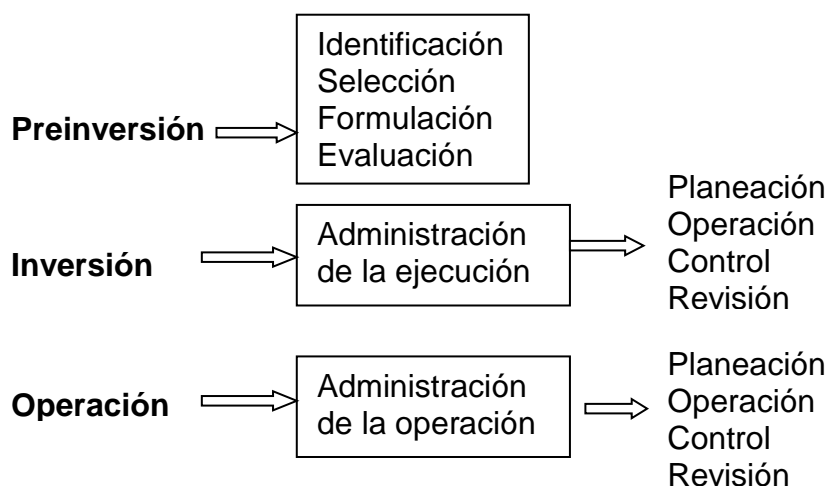 Preinversión
Identificación
Selección
Formulación
Evaluación
Inversión
Administración
de la ejecución
Planeación
Operación
Control
Revisión
Operación
Administración
de la operación
Planeación
Operación
Control
Revisión